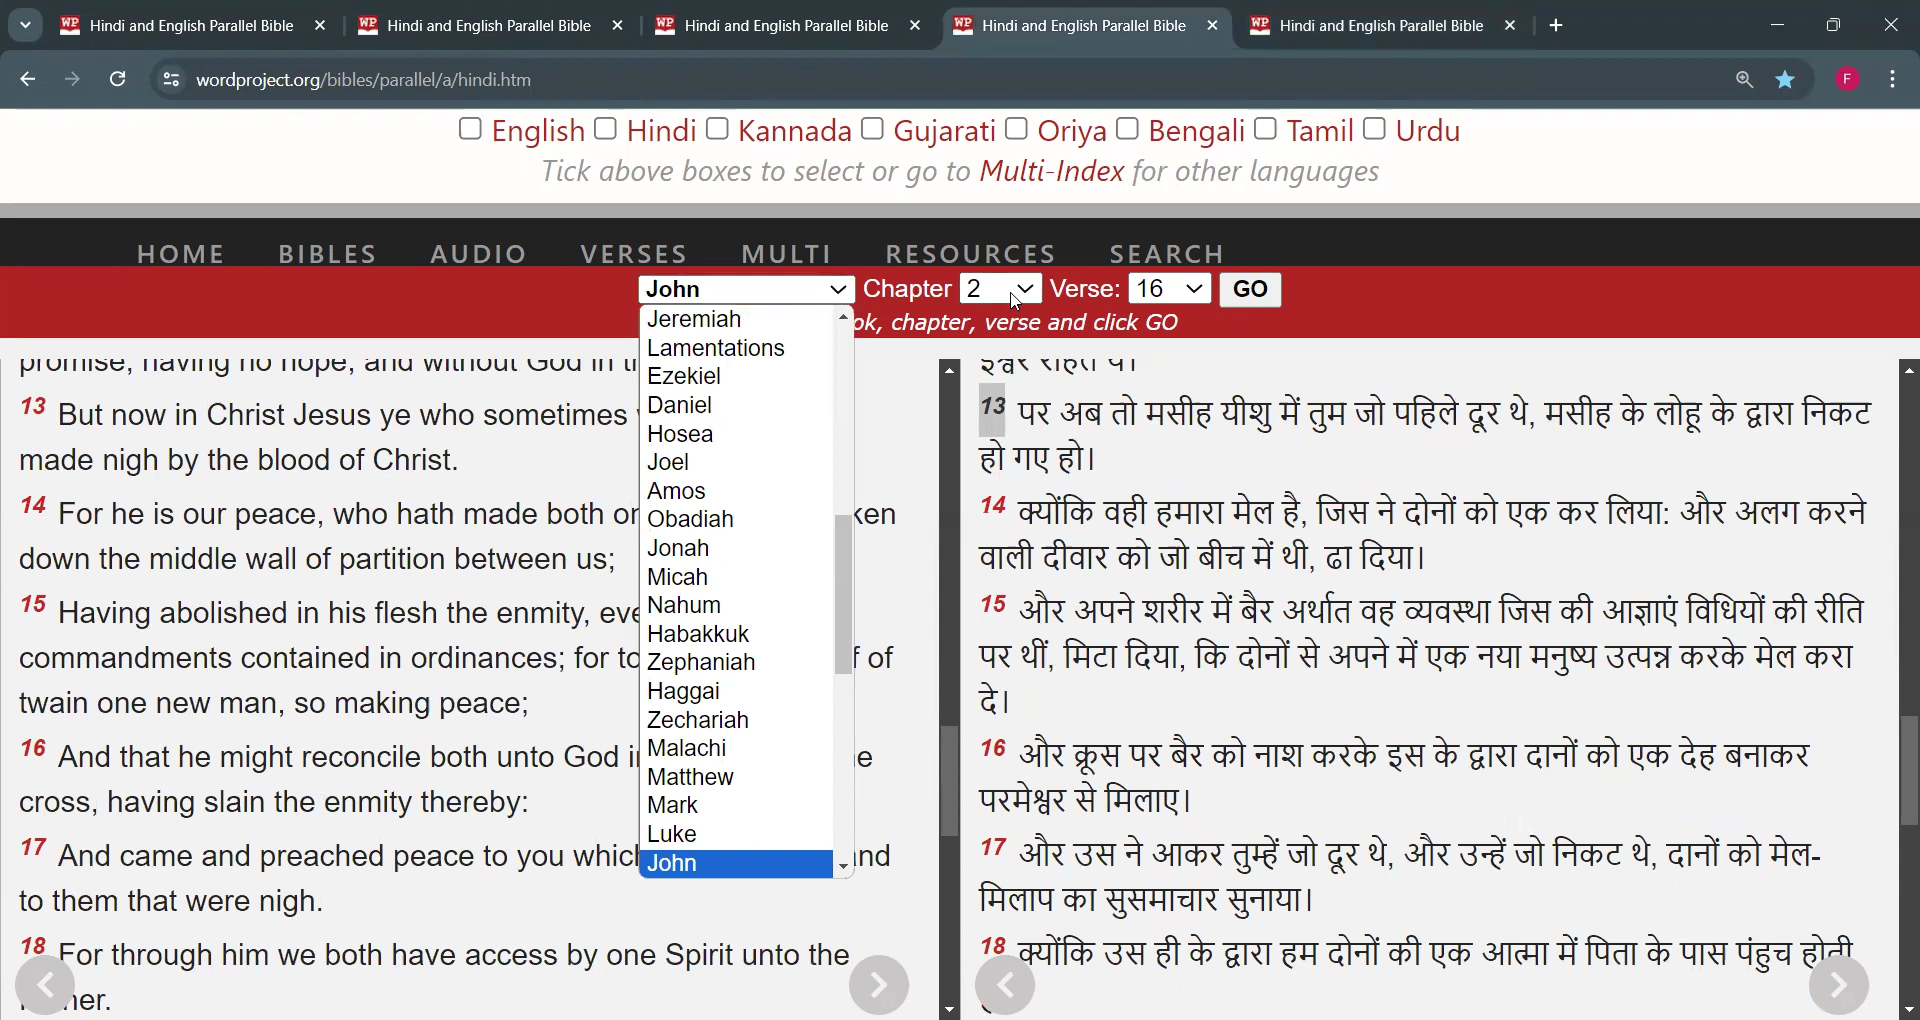 Hindi and English Parallel Bible
Hindi and English Parallel Bible
Hindi and English Parallel Bible
Hindi and English Parallel Bible
Hindi and English Parallel Bible
wordproject.org/bibles/parallel/a/hindi.htm
F
English Hindi Kannada Gujarati Oriya Bengali Tamil Urdu
Tick above boxes to select or go to Multi-Index for other languages
HOME BIBLES AUDIO VERSES MULTI RESOURCES SEARCH
John Chapter 2 Verse: 16 GO
ok, chapter, verse and click GO
Jeremiah
Lamentations
Ezekiel
Daniel
Hosea
Joel
Amos
Obadiah
Jonah
Micah
Nahum
Habakkuk
Zephaniah
Haggai
Zechariah
Malachi
Matthew
Mark
Luke
John
promise, having no hope, and without God in
13 But now in Christ Jesus ye who sometimes
made nigh by the blood of Christ.
14 For he is our peace, who hath made both ken
down the middle wall of partition between us;
15 Having abolished in his flesh the enmity,
commandments contained in ordinances; for of
twain one new man, so making peace;
16 And that he might reconcile both unto God
cross, having slain the enmity thereby:
17 And came and preached peace to you nd
to them that were nigh.
18 For through him we both have access by one Spirit unto the
her.
इश्वर रहित थे।
13 पर अब तो मसीह यीशु में तुम जो पहिले दूर थे, मसीह के लोहू के द्वारा निकट
हो गए हो।
14 क्योंकि वही हमारा मेल है, जिस ने दोनों को एक कर लिया: और अलग करने
वाली दीवार को जो बीच में थी, ढा दिया।
15 और अपने शरीर में बैर अर्थात वह व्यवस्था जिस की आज्ञाएं विधियों की रीति
पर थीं, मिटा दिया, कि दोनों से अपने में एक नया मनुष्य उत्पन्न करके मेल करा
दे।
16 और क्रूस पर बैर को नाश करके इस के द्वारा दानों को एक देह बनाकर
परमेश्वर से मिलाए।
17 और उस ने आकर तुम्हें जो दूर थे, और उन्हें जो निकट थे, दानों को मेल-
मिलाप का सुसमाचार सुनाया।
18 क्योंकि उस ही के द्वारा हम दोनों की एक आत्मा में पिता के पास पंहुच होती